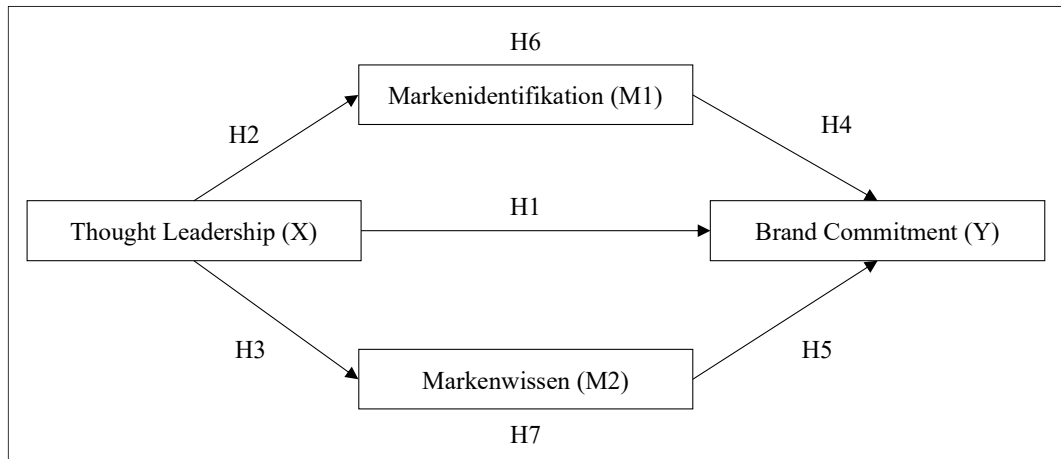 H6
Markenidentifikation (M1)
H2
H4
Thought Leadership (X)
H1
Brand Commitment (Y)
H3
H5
Markenwissen (M2)
H7